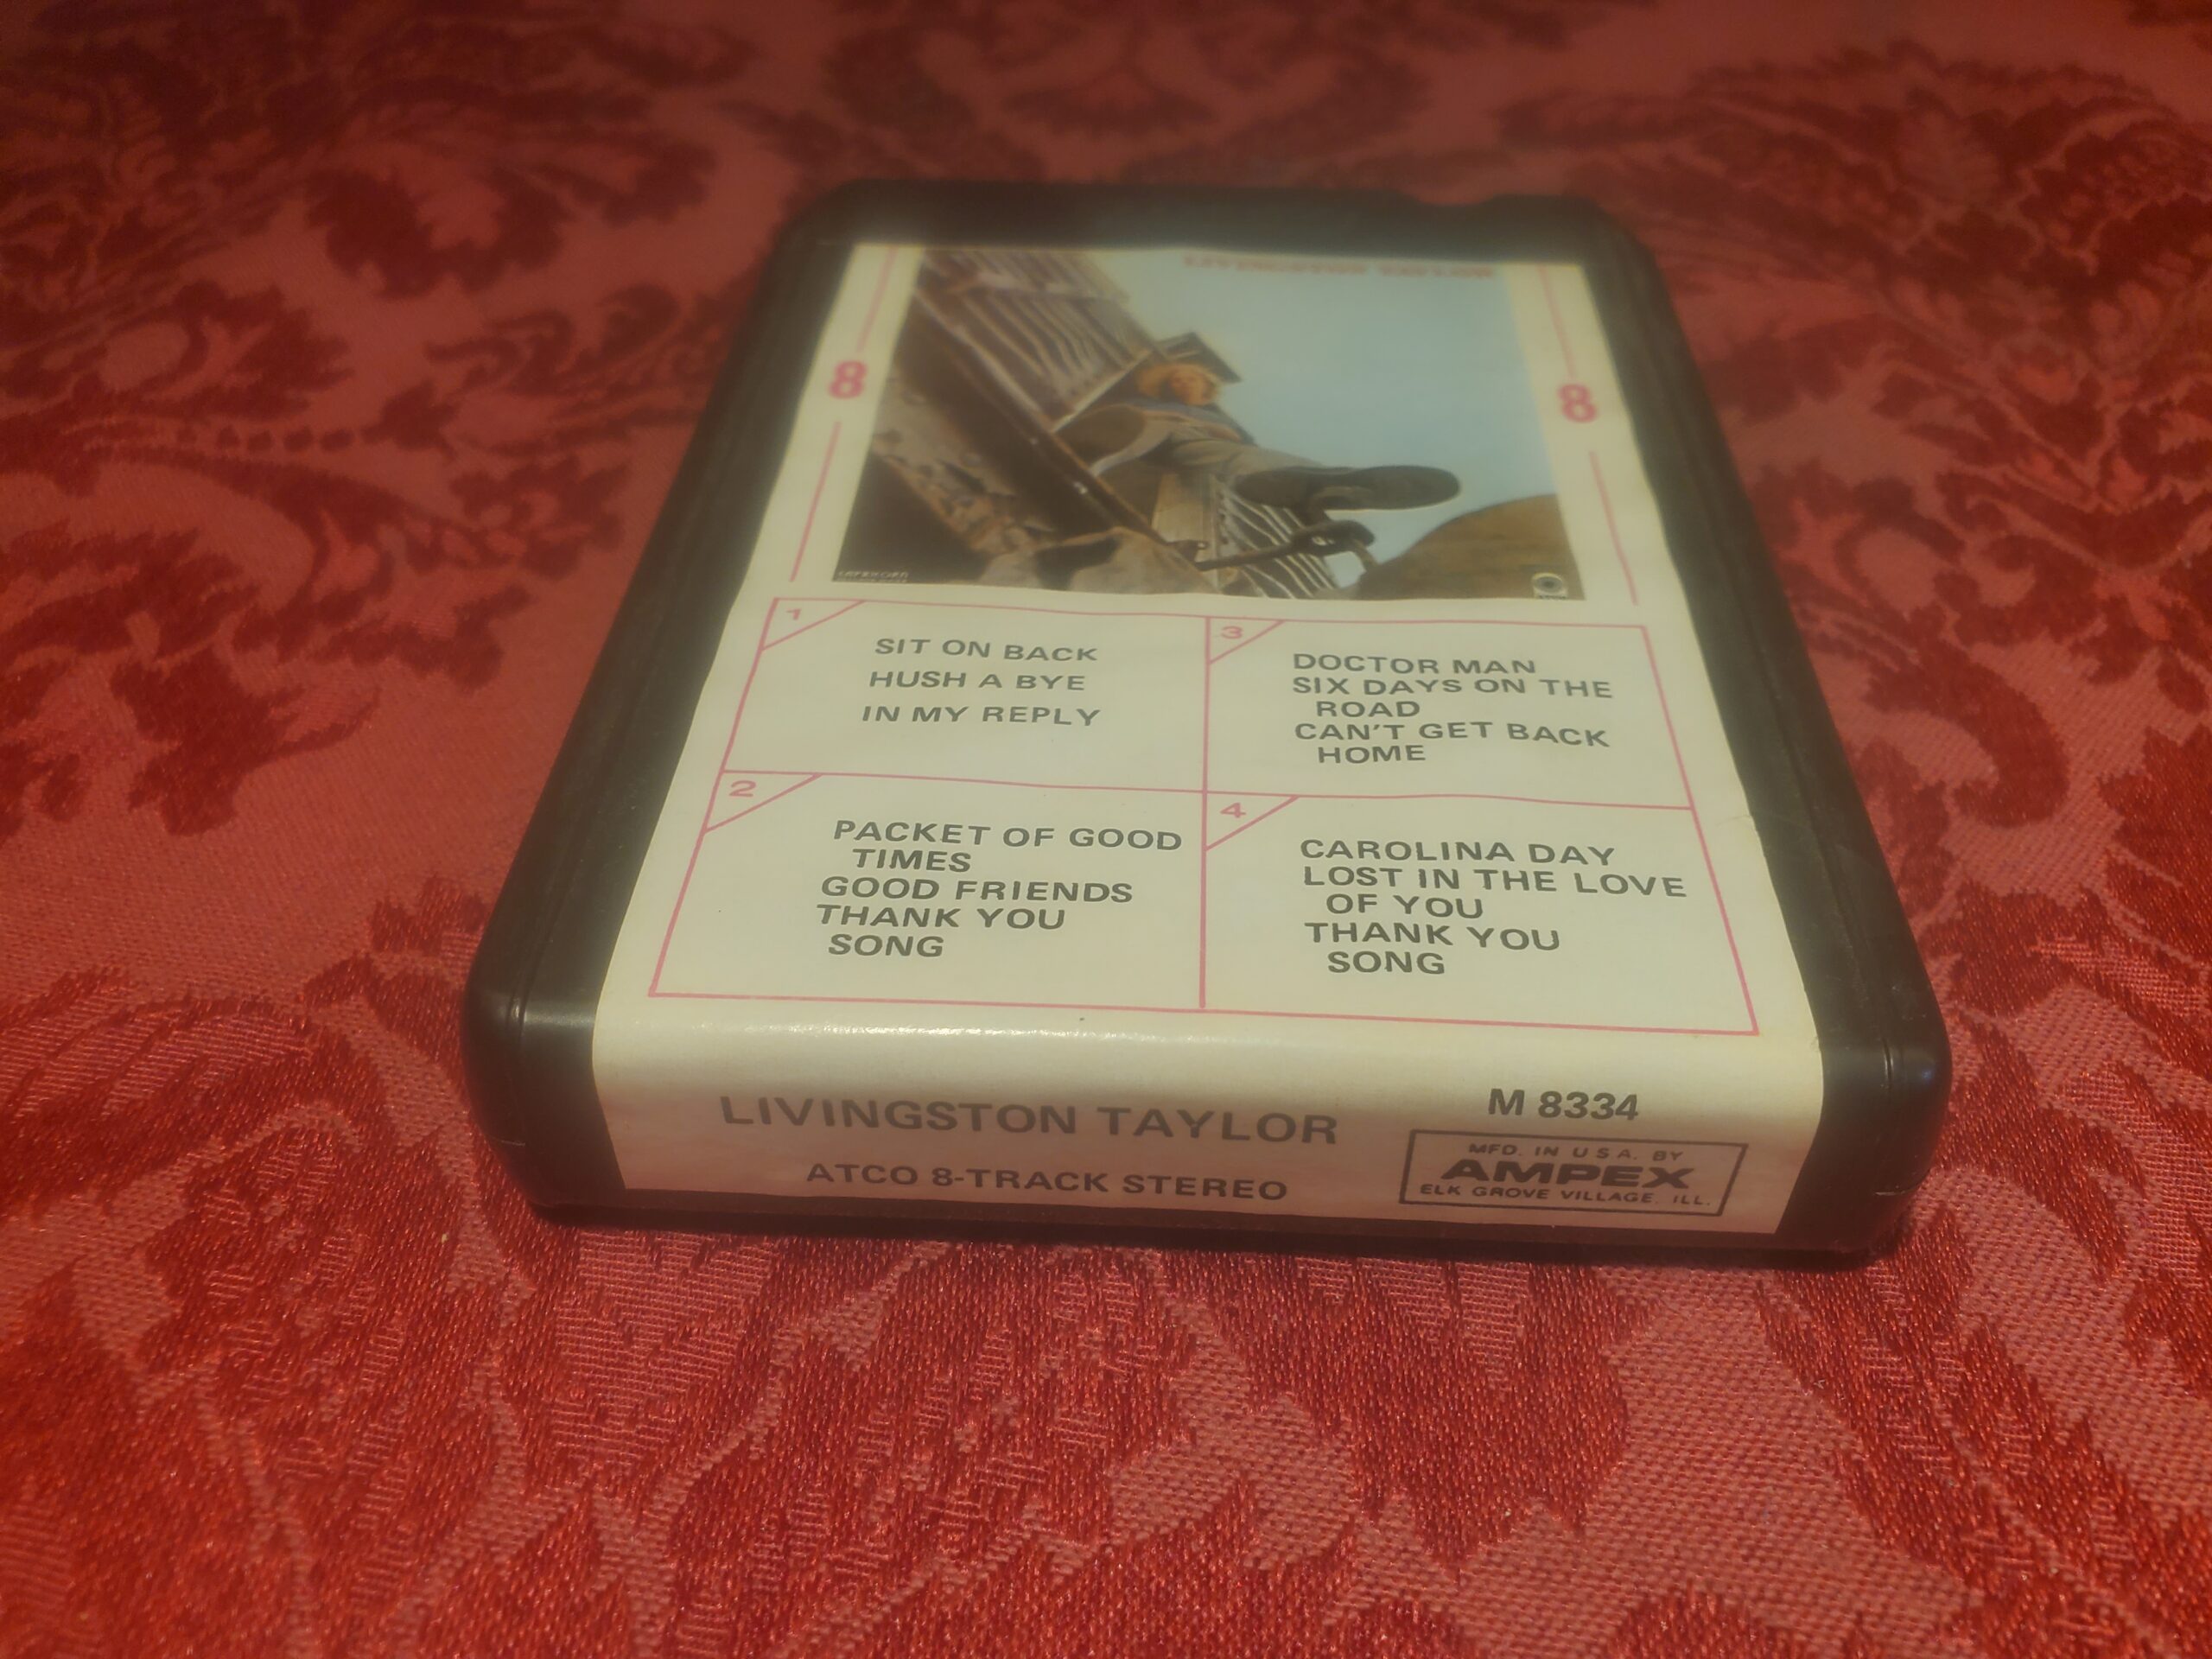 LIVINGSTON TAYLOR
8
8
1
SIT ON BACK
HUSH A BYE
IN MY REPLY
2
PACKET OF GOOD
TIMES
GOOD FRIENDS
THANK YOU
SONG
3
DOCTOR MAN
SIX DAYS ON THE
ROAD
CAN'T GET BACK
HOME
4
CAROLINA DAY
LOST IN THE LOVE
OF YOU
THANK YOU
SONG
LIVINGSTON TAYLOR
ATCO 8-TRACK STEREO
M 8334
MFD. IN U.S.A. BY
AMPEX
ELK GROVE VILLAGE, ILL.